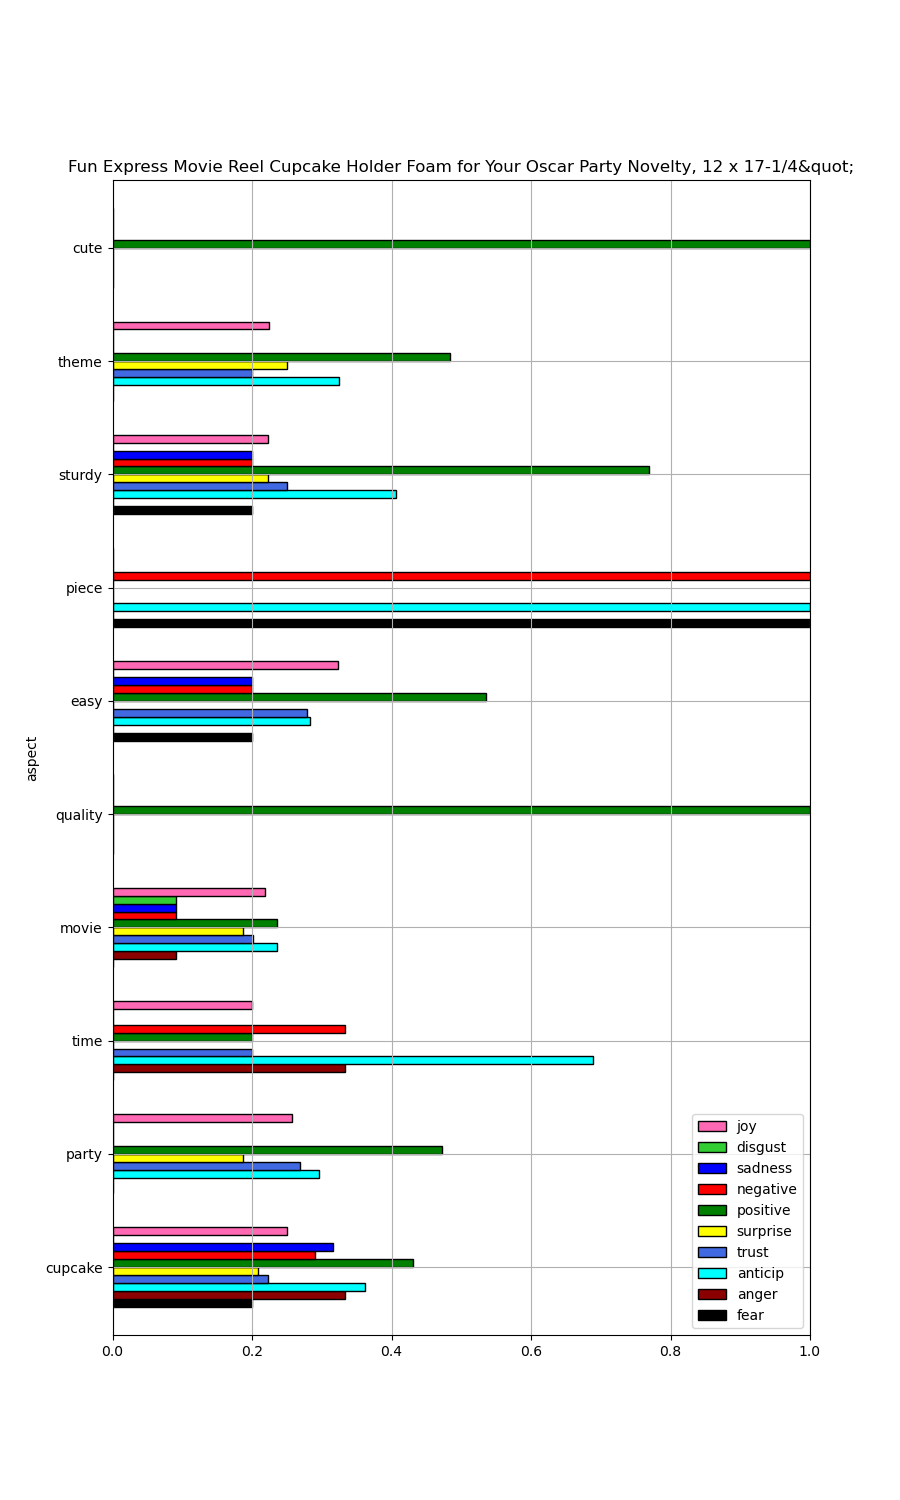 Fun Express Movie Reel Cupcake Holder Foam for Your Oscar Party Novelty, 12 x 17-1/4&quot;
cute
theme
sturdy
piece
easy
aspect
quality
movie
time
party
cupcake
joy
disgust
sadness
negative
positive
surprise
trust
anticip
anger
fear
0.0 0.2 0.4 0.6 0.8 1.0